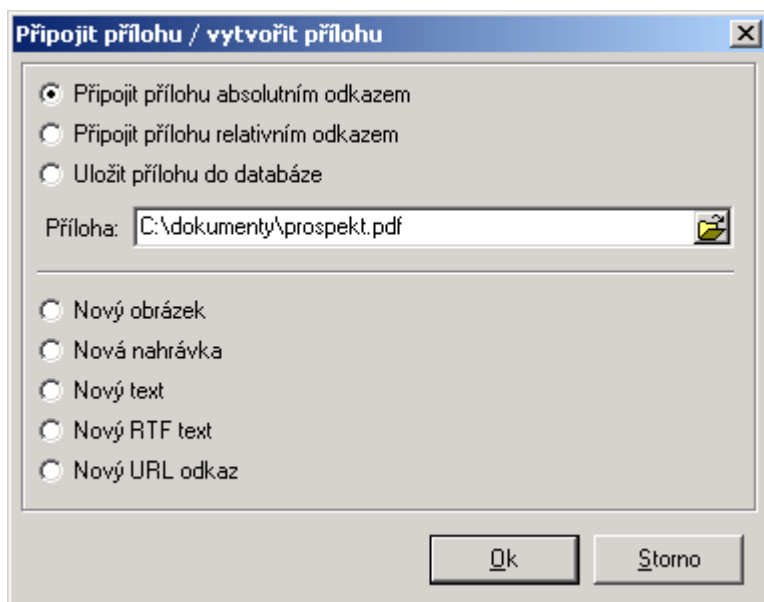 Připojit přílohu / vytvořit přílohu
Připojit přílohu absolutním odkazem
Připojit přílohu relativním odkazem
Uložit přílohu do databáze
Příloha: C:\dokumenty\prospekt.pdf
Nový obrázek
Nová nahrávka
Nový text
Nový RTF text
Nový URL odkaz
Ok Storno